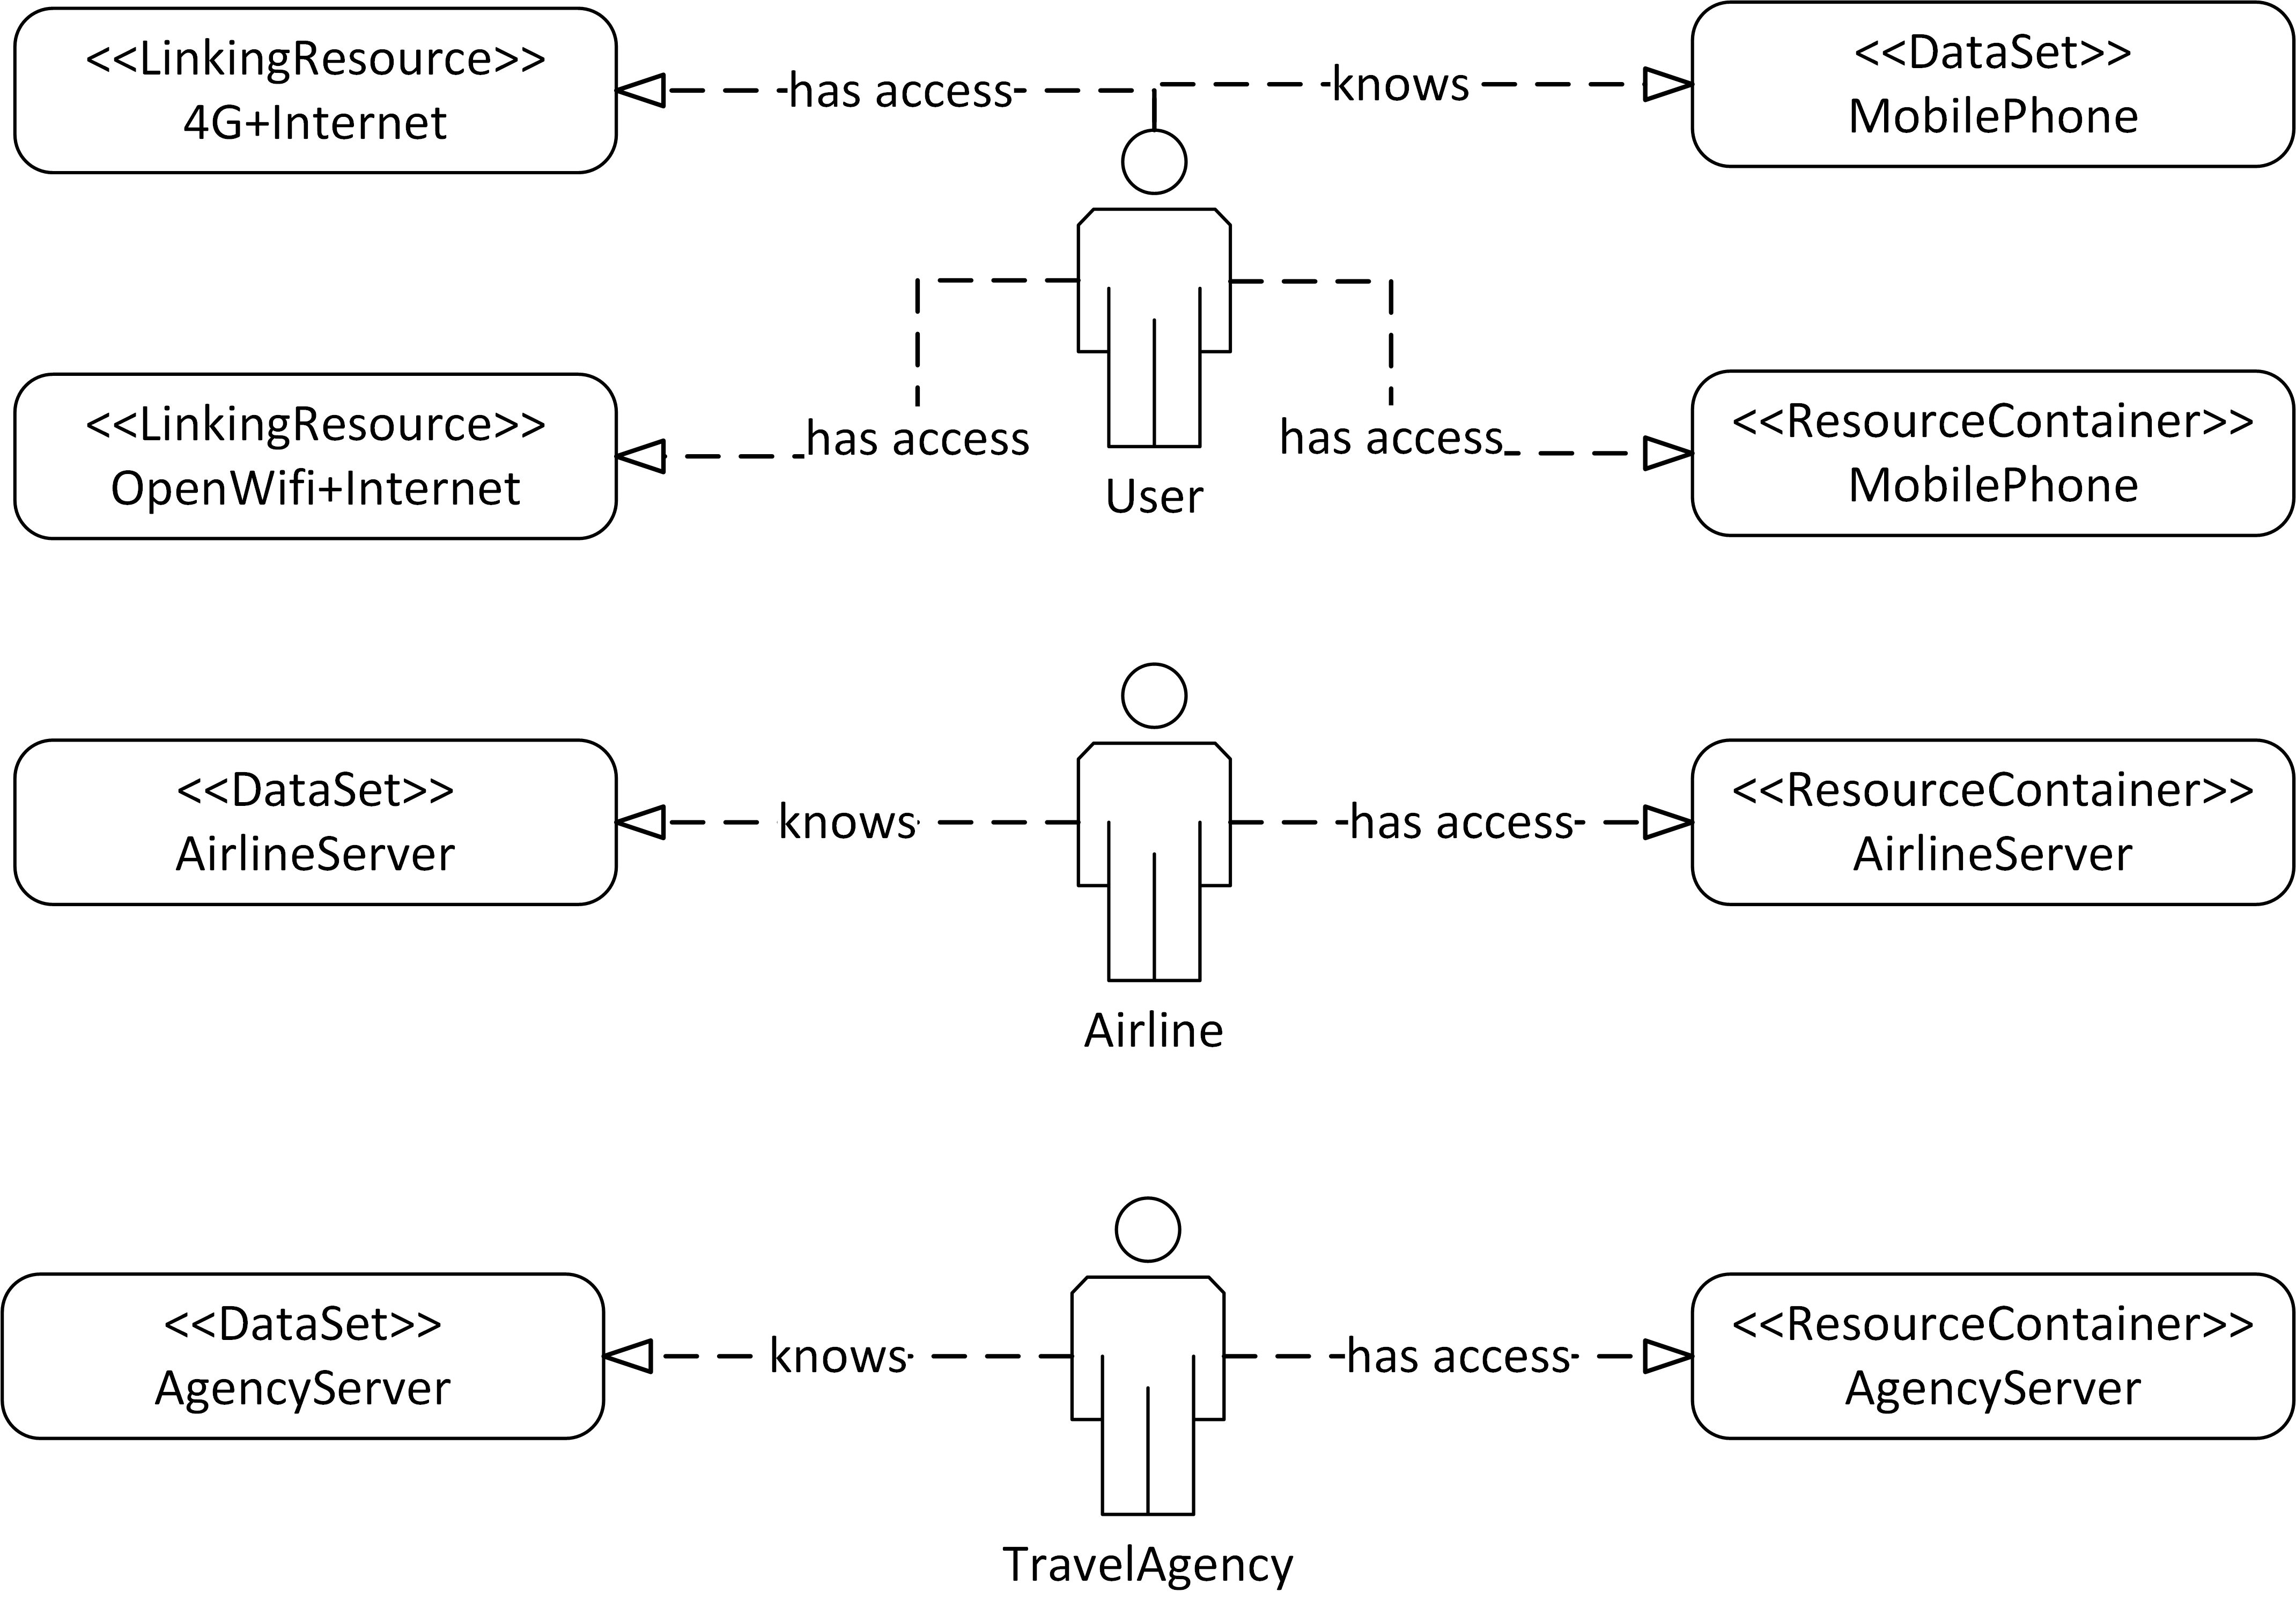 <<LinkingResource>>
4G+Internet
has access
knows
<<DataSet>>
MobilePhone
<<LinkingResource>>
OpenWifi+Internet
has access
has access
<<ResourceContainer>>
MobilePhone
User
<<DataSet>>
AirlineServer
knows
has access
<<ResourceContainer>>
AirlineServer
Airline
<<DataSet>>
AgencyServer
knows
has access
<<ResourceContainer>>
AgencyServer
TravelAgency